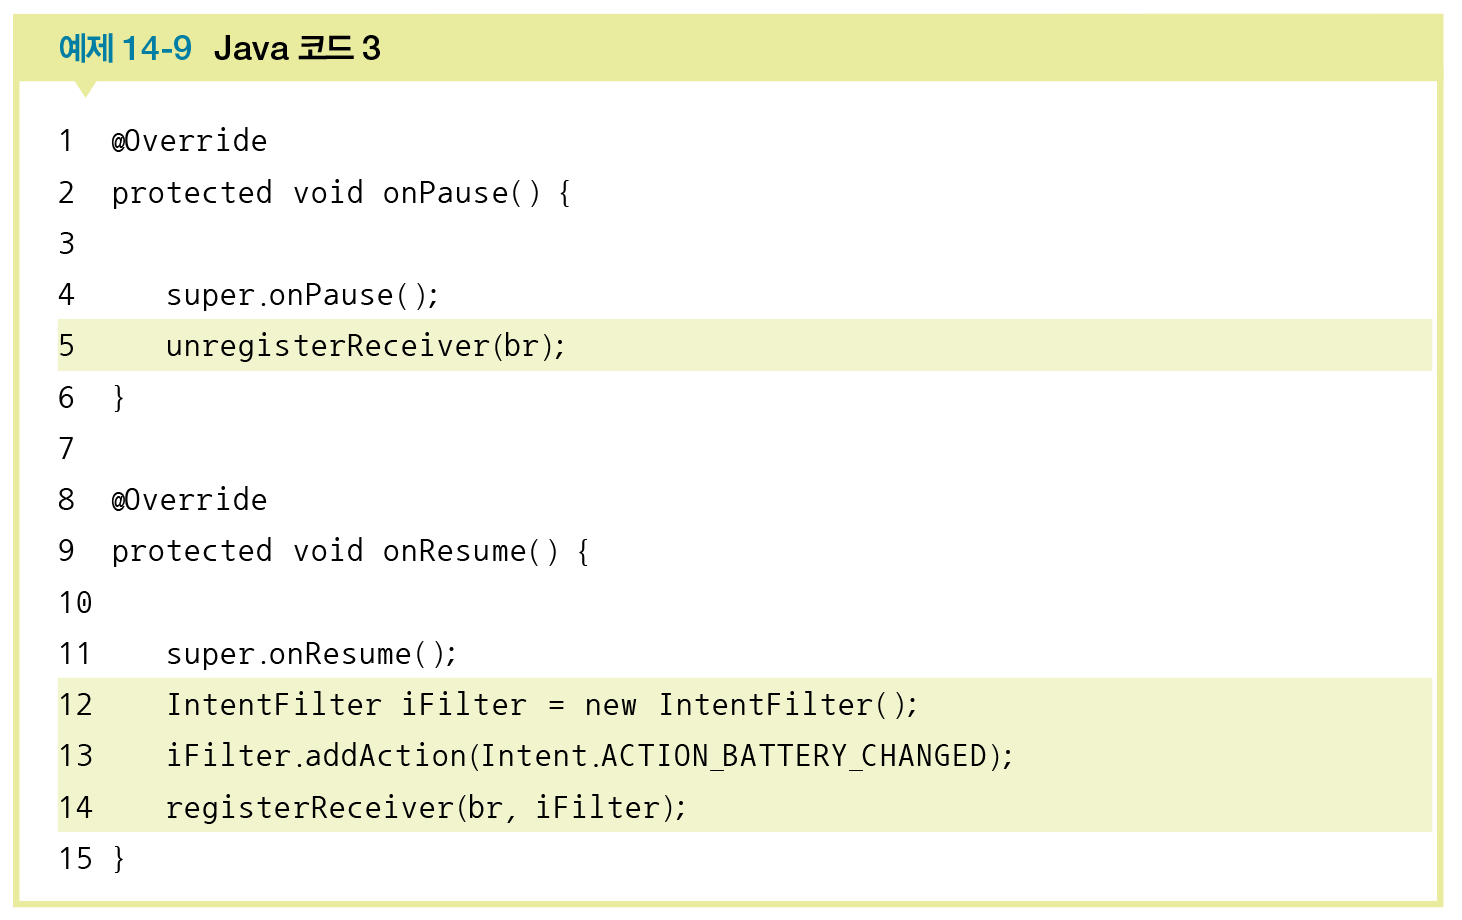 예제 14-9 Java 코드 3
1 @Override
2 protected void onPause() {
3
4 super.onPause();
5 unregisterReceiver(br);
6 }
7
8 @Override
9 protected void onResume() {
10
11 super.onResume();
12 IntentFilter iFilter = new IntentFilter();
13 iFilter.addAction(Intent.ACTION_BATTERY_CHANGED);
14 registerReceiver(br, iFilter);
15 }